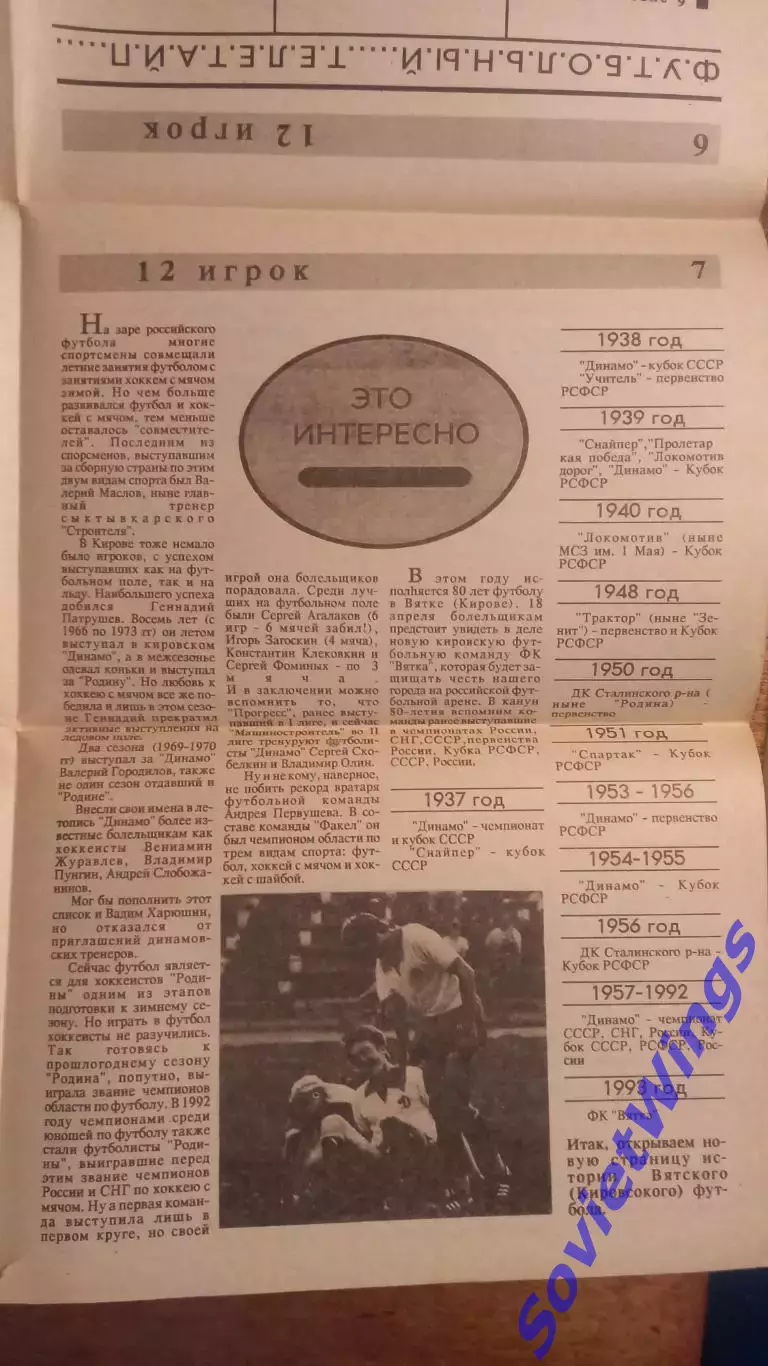 Ф.У.Т.Б.О.Л.Ь.Н.Ы.Й.....Т.Е.Л.Е.Т.А.Й.П.....
12 игрок 6
12 игрок 7
На заре российского
футбола многие
спортсмены совмещали
летние занятия футболом с
занятиями хоккем с мячом
зимой. Но чем больше
развивался футбол и хок-
кей с мячом, тем меньше
оставалось "совместите-
лей". Последним из
спорсменов, выступавшим
за сборную страны по этим
двум видам спорта был Ва-
лерий Маслов, ныне глав-
ный тренер
сыктывкарского
"Строителя".
В Кирове тоже немало
было игроков, с успехом
выступавших как на фут-
больном поле, так и на
льду. Наибольшего успеха
добился Геннадий
Патрушев. Восемь лет (с
1966 по 1973 гг) он летом
выступал в кировском
"Динамо", а в межсезонье
одевал коньки и выступал
за "Родину". Но любовь к
хоккею с мячом все же по-
бедила и лишь в этом сезо-
не Геннадий прекратил
активные выступления на
ледовом поле.
Два сезона (1969-1970
гг) выступал за "Динамо"
Валерий Городилов, также
не один сезон отдавший и
"Родине".
Внесли свои имена в ле-
топись "Динамо" более из-
вестные болельщикам как
хоккеисты Вениамин
Журавлев, Владимир
Пунгин, Андрей Слобожа-
нинов.
Мог бы пополнить этот
список и Вадим Харюшин,
но отказался от
приглашений динамов-
ских тренеров.
Сейчас футбол являет-
ся для хоккеистов "Роди-
ны" одним из этапов
подготовки к зимнему се-
зону. Но играть в футбол
хоккеисты не разучились.
Так готовясь к
прошлогоднему сезону
"Родина", попутно, вы-
играла звание чемпионов
области по футболу. В 1992
году чемпионами среди
юношей по футболу также
стали футболисты "Роди-
ны", выигравшие перед
этим звание чемпионов
России и СНГ по хоккею с
мячом. Ну а первая коман-
да выступила лишь в
первом круге, но своей
ЭТО
ИНТЕРЕСНО
игрой она болельщиков
порадовала. Среди луч-
ших на футбольном поле
были Сергей Агалаков (6
игр - 6 мячей забил!),
Игорь Загоскин (4 мяча),
Константин Клековкин и
Сергей Фоминых - по 3
мяча.
И в заключении можно
вспомнить то, что
"Прогресс", ранее высту-
павший в 1 лиге, и сейчас
"Машиностроитель" во II
лиге тренируют футболи-
сты "Динамо" Сергей Ско-
белкин и Владимир Олин.
Ну и не кому, наверное,
не побить рекорд вратаря
футбольной команды
Андрея Первушева. В со-
ставе команды "Факел" он
был чемпионом области по
трем видам спорта: фут-
бол, хоккей с мячом и хок-
кей с шайбой.
В этом году ис-
полняется 80 лет футболу
в Вятке (Кирове). 18
апреля болельщикам
предстоит увидеть в деле
новую кировскую фут-
больную команду ФК
"Вятка", которая будет за-
щищать честь нашего
города на российской фут-
больной арене. В канун
80-летия вспомним ко-
манды ранее выступавшие
в чемпионатах России,
СНГ,СССР,первенства
России, Кубка РСФСР,
СССР, России.
1937 год
"Динамо" - чемпионат
и кубок СССР
"Снайпер" - кубок
СССР
1938 год
"Динамо" -кубок СССР
"Учитель" - первенство
РСФСР
1939 год
"Снайпер","Пролетар
кая победа", "Локомотив
дорог", "Динамо" - Кубок
РСФСР
1940 год
"Локомотив" (ныне
МСЗ им. 1 Мая) - Кубок
РСФСР
1948 год
"Трактор" (ныне "Зе-
нит") - первенство и Кубок
РСФСР
1950 год
ДК Сталинского р-на (
ныне "Родина) -
первенство
1951 год
"Спартак" - Кубок
РСФСР
1953 - 1956
"Динамо" - первенство
РСФСР
1954-1955
"Динамо" - Кубок
РСФСР
1956 год
ДК Сталинского р-на -
Кубок РСФСР
1957-1992
"Динамо" - чемпионат
СССР, СНГ, России, Ку-
бок СССР, РСФСР, Рос-
сии
1993 год
ФК "Вятка"
Итак, открываем но-
вую страницу ис-
тории Вятского
(Кировсокого) фут-
бола.
Sovietwings